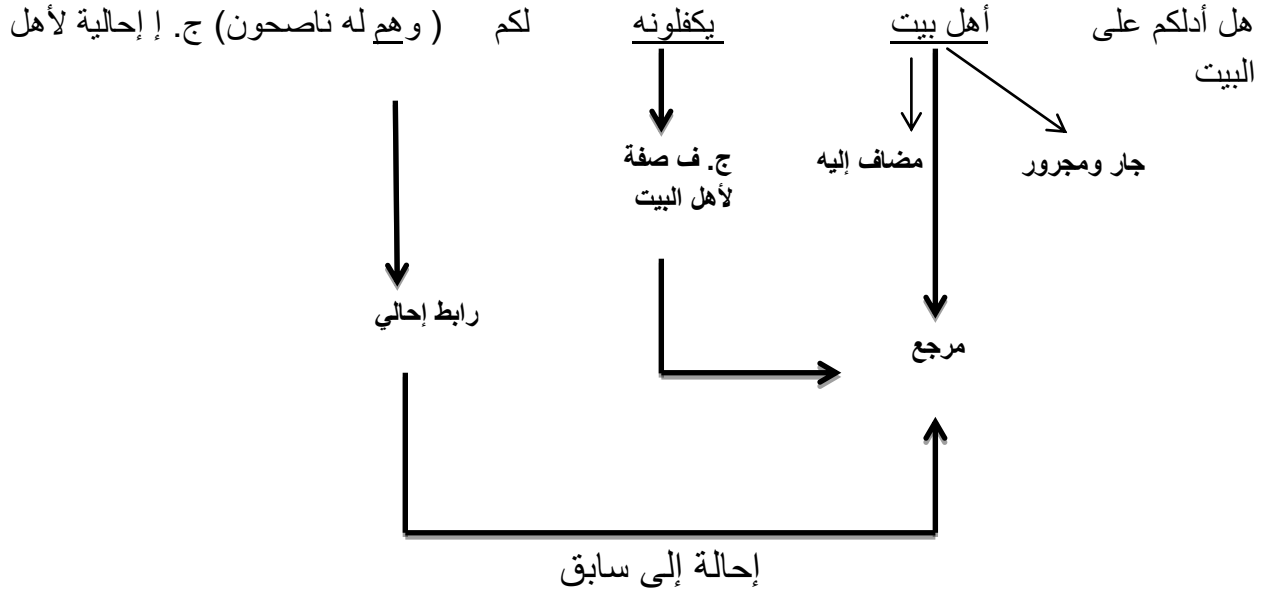 هل أدلكم على أهل بيت يكفلونه لكم ( وهم له ناصحون) ج. إ إحالية لأهل
البيت
جار ومجرور
مضاف إليه
ج. ف صفة
لأهل البيت
رابط إحالي
مرجع
إحالة إلى سابق